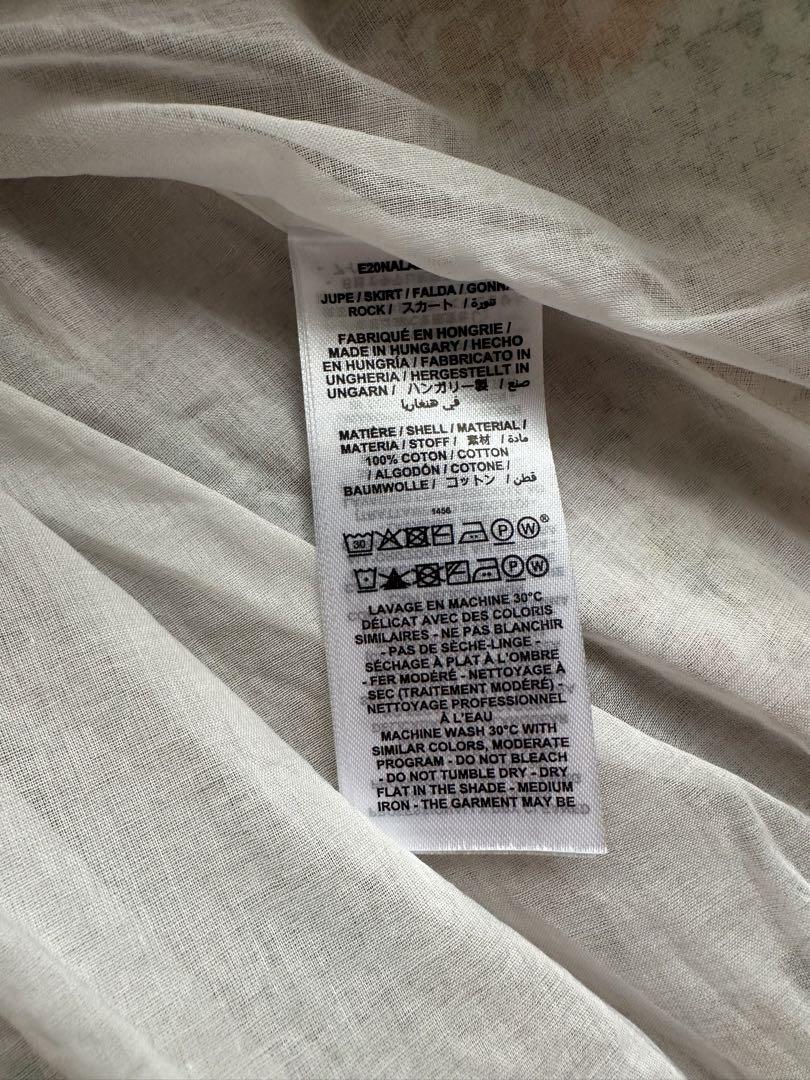 E20NALA
JUPE / SKIRT / FALDA / GONNA
ROCK / スカート / تنورة
FABRIQUÉ EN HONGRIE /
MADE IN HUNGARY / HECHO
EN HUNGRÍA / FABBRICATO IN
UNGHERIA / HERGESTELLT IN
UNGARN / ハンガリー製 / صنع
في هنغاريا
MATIÈRE / SHELL / MATERIAL /
MATERIA / STOFF / 素材 / مادة
100% COTON / COTTON
/ ALGODÓN / COTONE /
BAUMWOLLE / コットン / قطن
1456
30 P W®
P W
LAVAGE EN MACHINE 30°C
DÉLICAT AVEC DES COLORIS
SIMILAIRES - NE PAS BLANCHIR
- PAS DE SÈCHE-LINGE -
SÉCHAGE À PLAT À L'OMBRE
- FER MODÉRÉ - NETTOYAGE À
SEC (TRAITEMENT MODÉRÉ) -
NETTOYAGE PROFESSIONNEL
À L'EAU
MACHINE WASH 30°C WITH
SIMILAR COLORS, MODERATE
PROGRAM - DO NOT BLEACH
- DO NOT TUMBLE DRY - DRY
FLAT IN THE SHADE - MEDIUM
IRON - THE GARMENT MAY BE